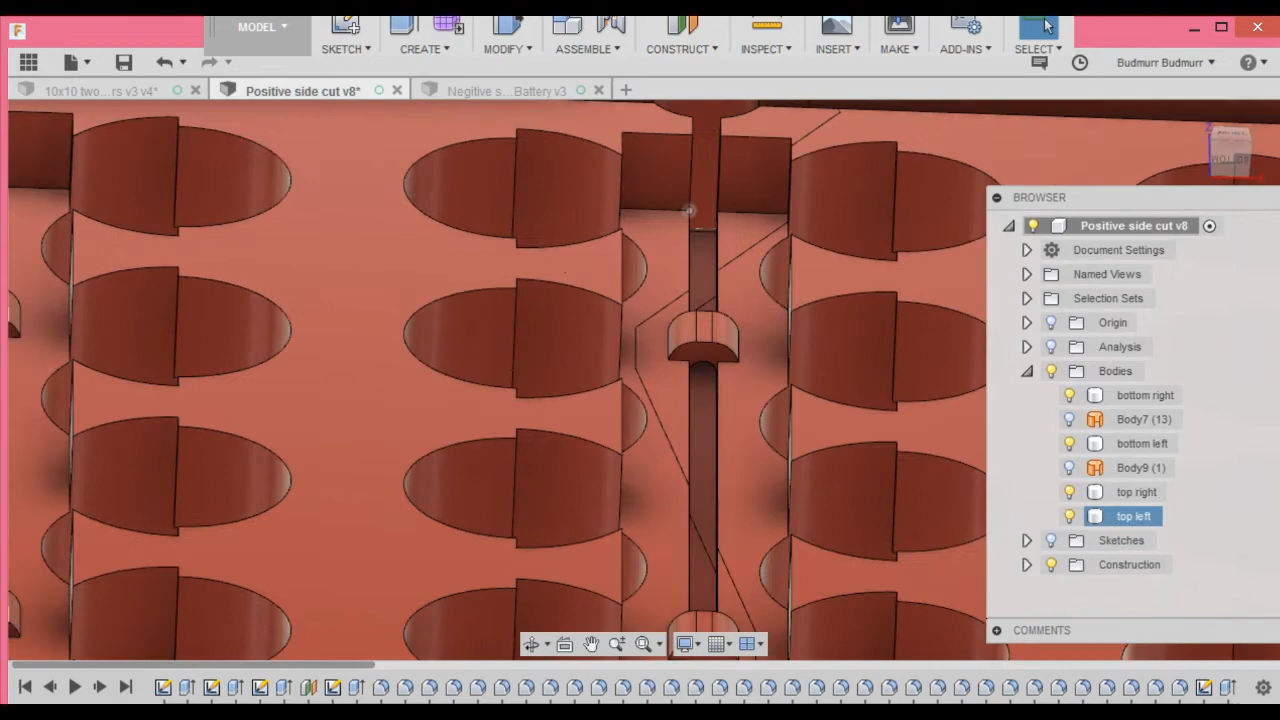 F
MODEL
SKETCH CREATE MODIFY ASSEMBLE CONSTRUCT INSPECT INSERT MAKE ADD-INS SELECT
Budmurr Budmurr
10x10 two...rs v3 v4* Positive side cut v8* Negitive s...Battery v3
BROWSER
Positive side cut v8
Document Settings
Named Views
Selection Sets
Origin
Analysis
Bodies
bottom right
Body7 (13)
bottom left
Body9 (1)
top right
top left
Sketches
Construction
COMMENTS